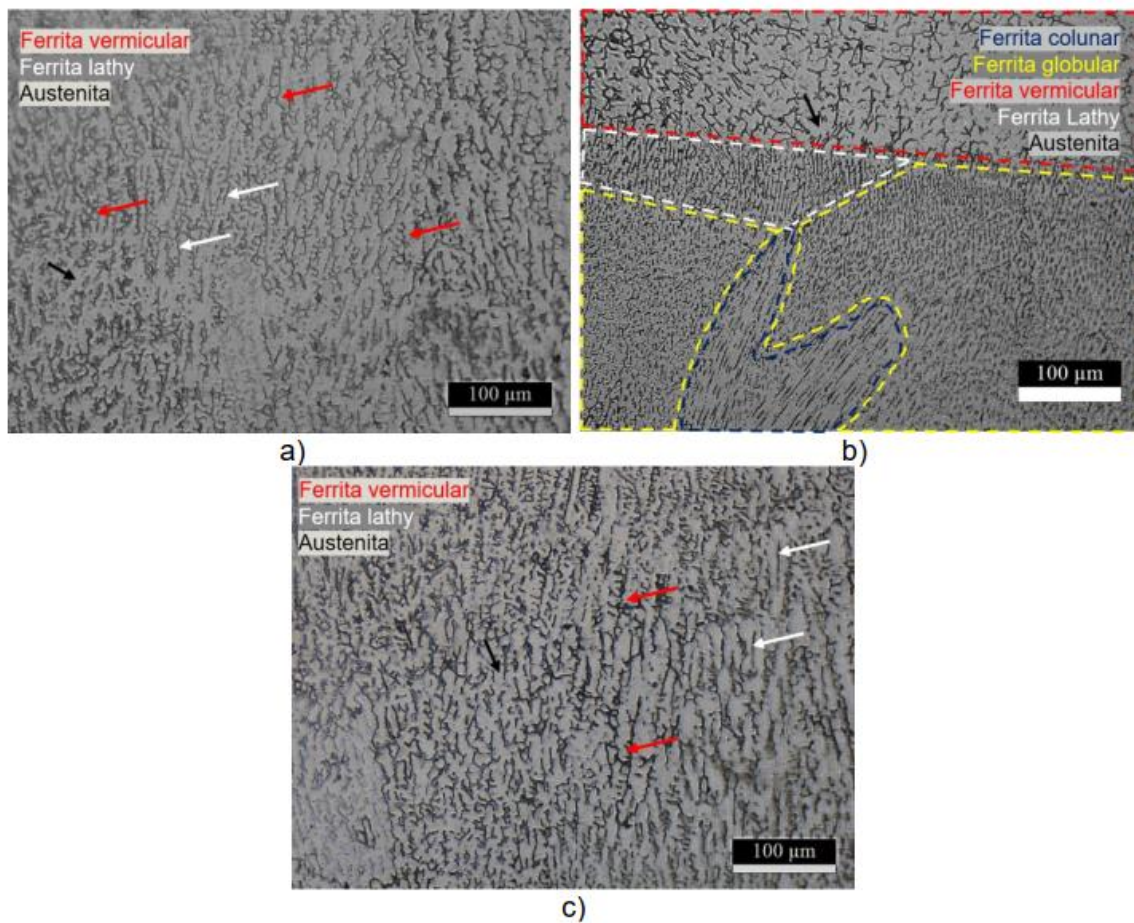 Ferrita vermicular
Ferrita lathy
Austenita
100 µm
a)
Ferrita colunar
Ferrita globular
Ferrita vermicular
Ferrita Lathy
Austenita
100 µm
b)
Ferrita vermicular
Ferrita lathy
Austenita
100 µm
c)